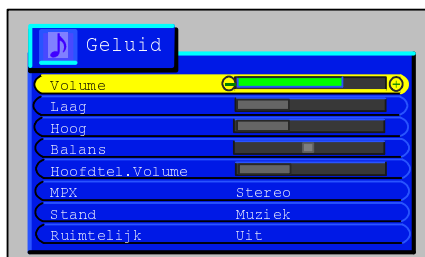 Geluid
Volume
Laag
Hoog
Balans
Hoofdtel.Volume
MPX Stereo
Stand Muziek
Ruimtelijk Uit